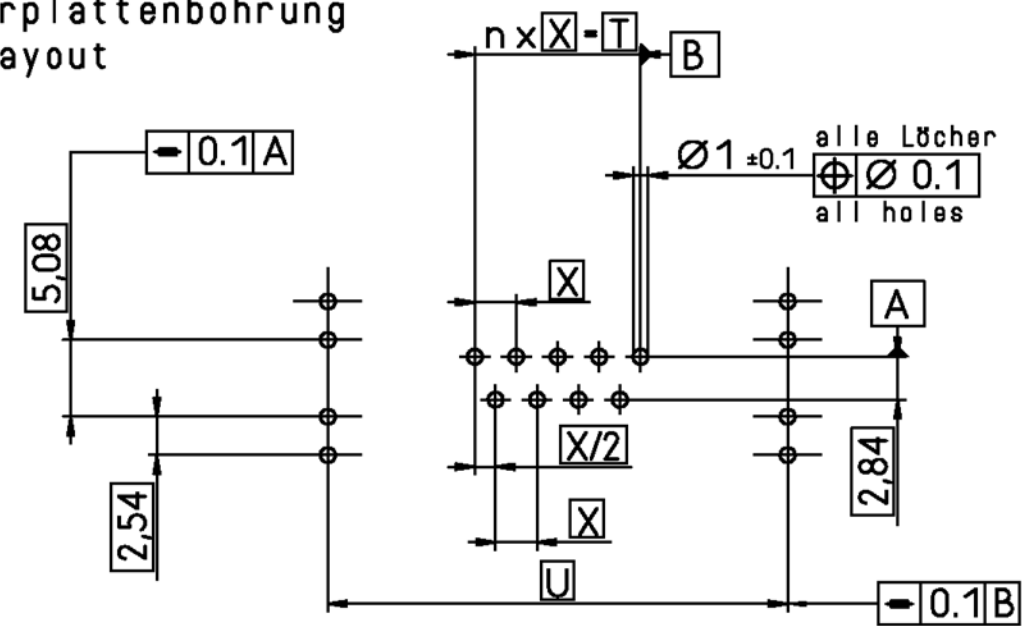 rplattenbohrung
ayout
n x X = T
B
0.1 A
Ø1 ±0.1
alle Löcher
Ø 0.1
all holes
5,08
X
A
X/2
2,84
X
2,54
U
0.1 B